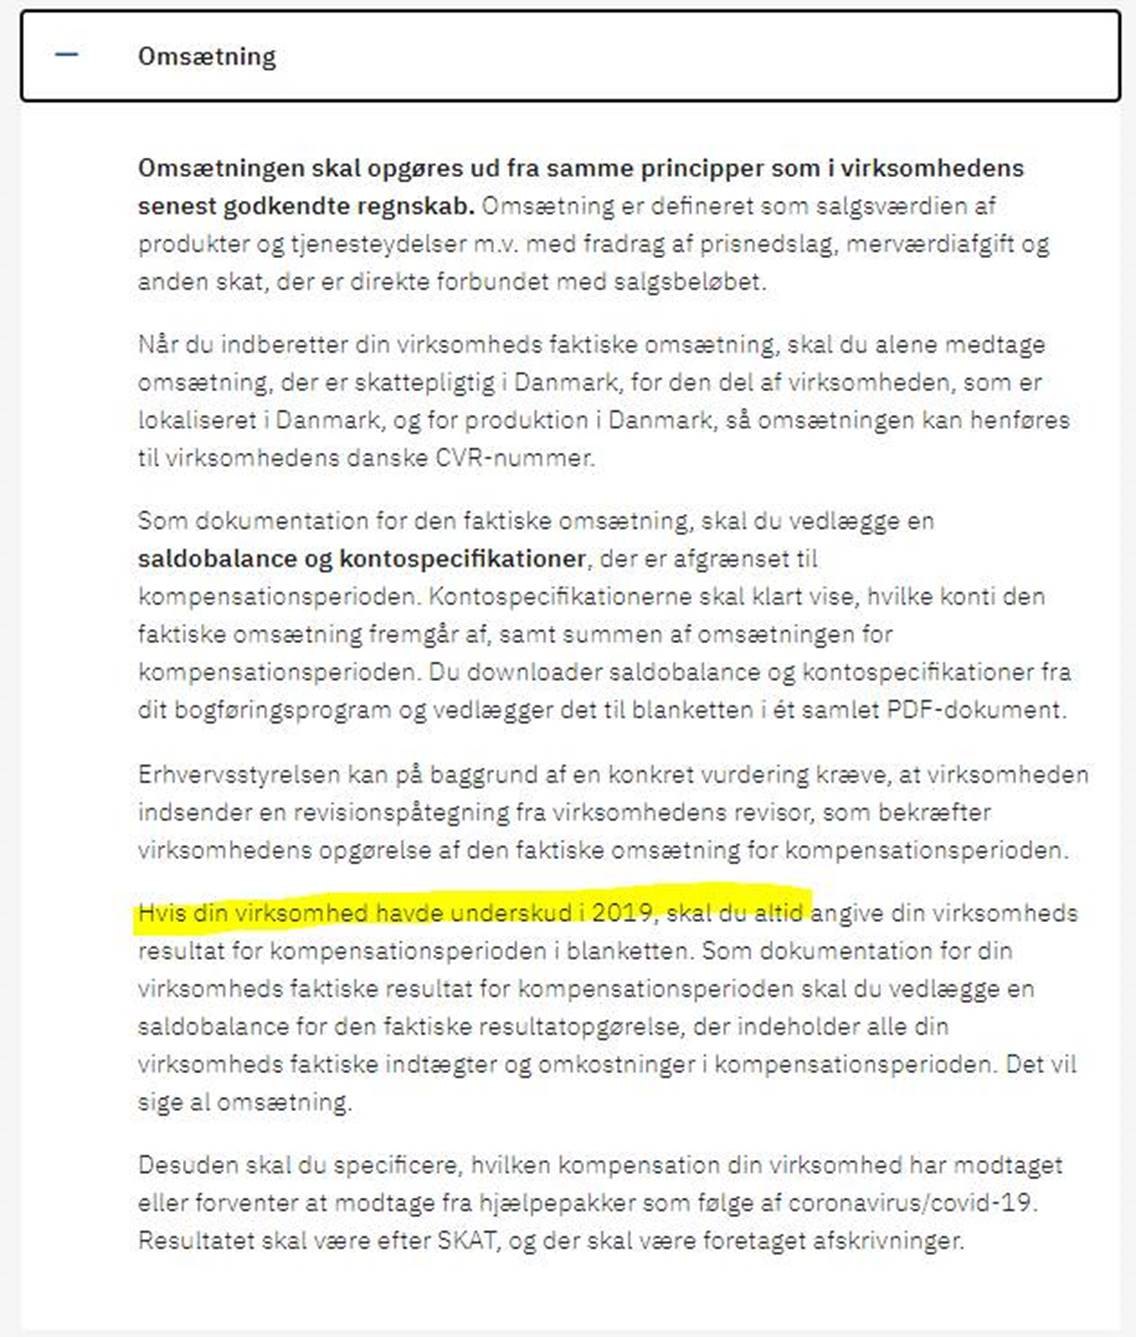 Omsætning
Omsætningen skal opgøres ud fra samme principper som i virksomhedens
senest godkendte regnskab. Omsætning er defineret som salgsværdien af
produkter og tjenesteydelser m.v. med fradrag af prisnedslag, merværdiafgift og
anden skat, der er direkte forbundet med salgsbeløbet.
Når du indberetter din virksomheds faktiske omsætning, skal du alene medtage
omsætning, der er skattepligtig i Danmark, for den del af virksomheden, som er
lokaliseret i Danmark, og for produktion i Danmark, så omsætningen kan henføres
til virksomhedens danske CVR-nummer.
Som dokumentation for den faktiske omsætning, skal du vedlægge en
saldobalance og kontospecifikationer, der er afgrænset til
kompensationsperioden. Kontospecifikationerne skal klart vise, hvilke konti den
faktiske omsætning fremgår af, samt summen af omsætningen for
kompensationsperioden. Du downloader saldobalance og kontospecifikationer fra
dit bogføringsprogram og vedlægger det til blanketten i ét samlet PDF-dokument.
Erhvervsstyrelsen kan på baggrund af en konkret vurdering kræve, at virksomheden
indsender en revisionspåtegning fra virksomhedens revisor, som bekræfter
virksomhedens opgørelse af den faktiske omsætning for kompensationsperioden.
Hvis din virksomhed havde underskud i 2019, skal du altid angive din virksomheds
resultat for kompensationsperioden i blanketten. Som dokumentation for din
virksomheds faktiske resultat for kompensationsperioden skal du vedlægge en
saldobalance for den faktiske resultatopgørelse, der indeholder alle din
virksomheds faktiske indtægter og omkostninger i kompensationsperioden. Det vil
sige al omsætning.
Desuden skal du specificere, hvilken kompensation din virksomhed har modtaget
eller forventer at modtage fra hjælpepakker som følge af coronavirus/covid-19.
Resultatet skal være efter SKAT, og der skal være foretaget afskrivninger.